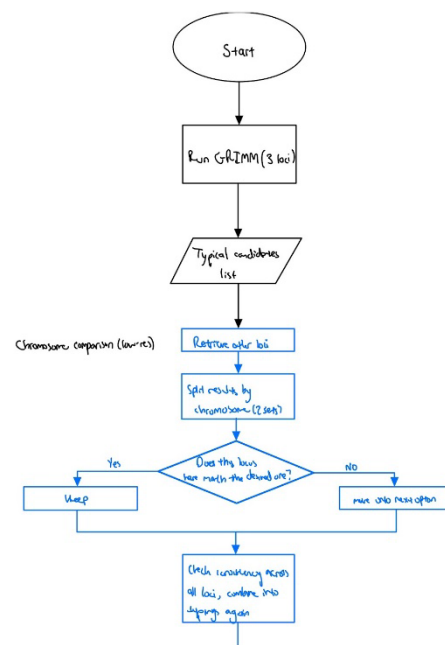 Start
Run GRIMM (3 loci)
Typical candidates
list
Chromosome comparison (low-res)
Retrieve other loci
Split results by
chromosome (2 sets)
Does this locus
here match the desired one?
Yes
NO
Keep
move onto next option
Check consistency across
all loci, combine into
typings again